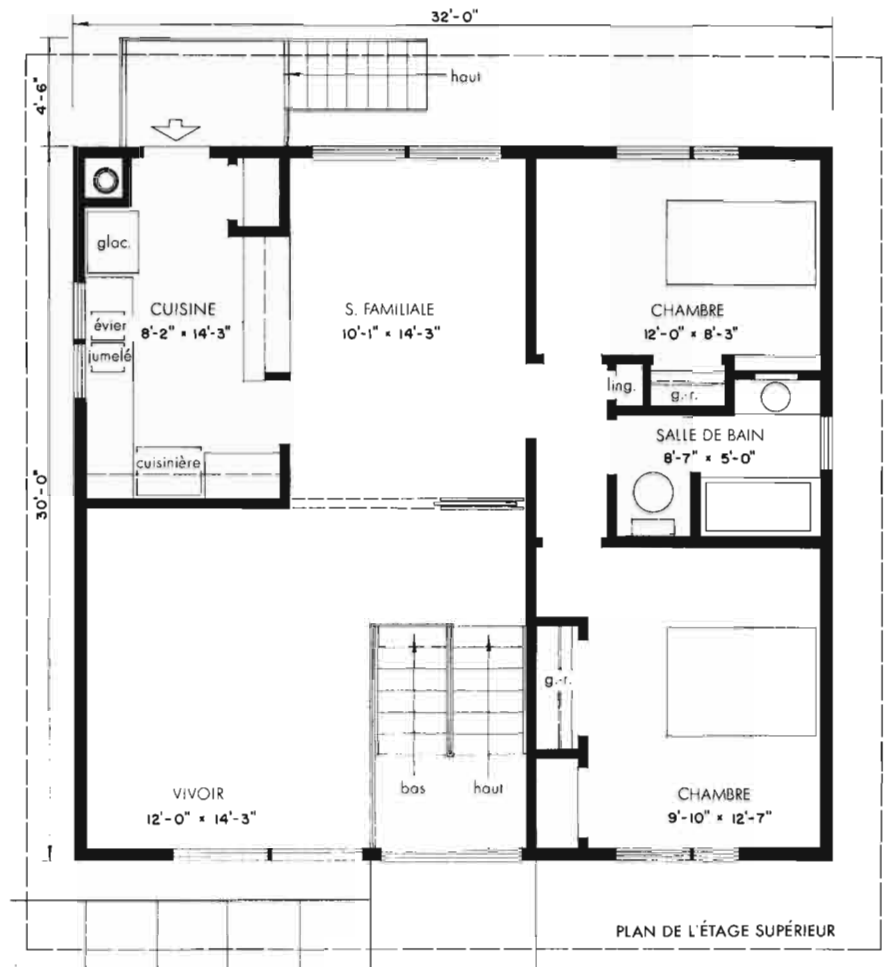 32'-0"
haut
4'-6"
glac.
CUISINE
8'-2" × 14'-3"
S. FAMILIALE
10'-1" × 14'-3"
CHAMBRE
12'-0" × 8'-3"
évier
jumelé
ling.
g.-r.
SALLE DE BAIN
8'-7" × 5'-0"
cuisinière
30'-0"
g.-r.
bas
haut
VIVOIR
12'-0" × 14'-3"
CHAMBRE
9'-10" × 12'-7"
PLAN DE L'ÉTAGE SUPÉRIEUR